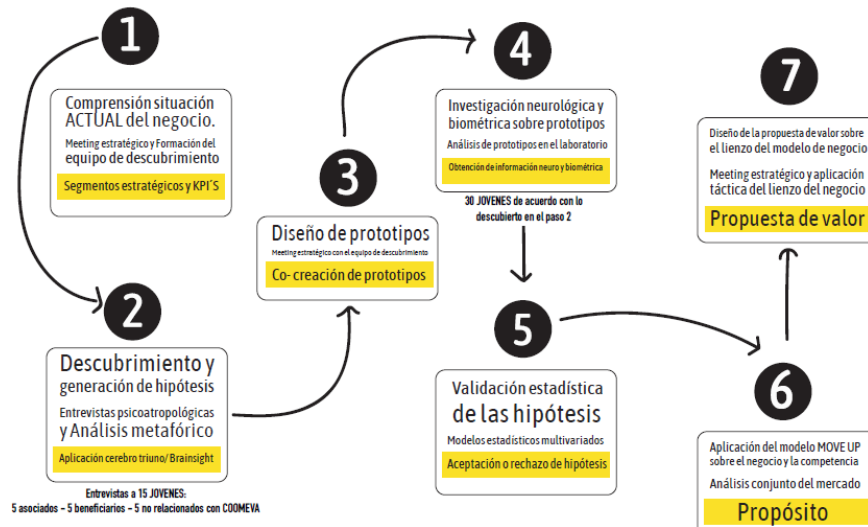 1
Comprensión situación
ACTUAL del negocio.
Meeting estratégico y Formación del
equipo de descubrimiento
Segmentos estratégicos y KPI´S
2
Descubrimiento y
generación de hipótesis
Entrevistas psicoatropológicas
y Análisis metafórico
Aplicación cerebro triuno/ Brainsight
Entrevistas a 15 JOVENES:
5 asociados – 5 beneficiarios – 5 no relacionados con COOMEVA
3
Diseño de prototipos
Meeting estratégico con el equipo de descubrimiento
Co- creación de prototipos
4
Investigación neurológica y
biométrica sobre prototipos
Análisis de prototipos en el laboratorio
Obtención de información neuro y biométrica
30 JOVENES de acuerdo con lo
descubierto en el paso 2
5
Validación estadística
de las hipótesis
Modelos estadísticos multivariados
Aceptación o rechazo de hipótesis
6
Aplicación del modelo MOVE UP
sobre el negocio y la competencia
Análisis conjunto del mercado
Propósito
7
Diseño de la propuesta de valor sobre
el lienzo del modelo de negocio
Meeting estratégico y aplicación
táctica del lienzo del negocio
Propuesta de valor